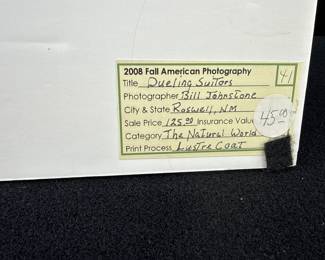 2008 Fall American Photography
41
Title Dueling Suitors
Photographer Bill Johnstone
City & State Roswell, NM
Sale Price 125.00 Insurance Valu
45.00
Category The Natural World
Print Process Lustre Coat